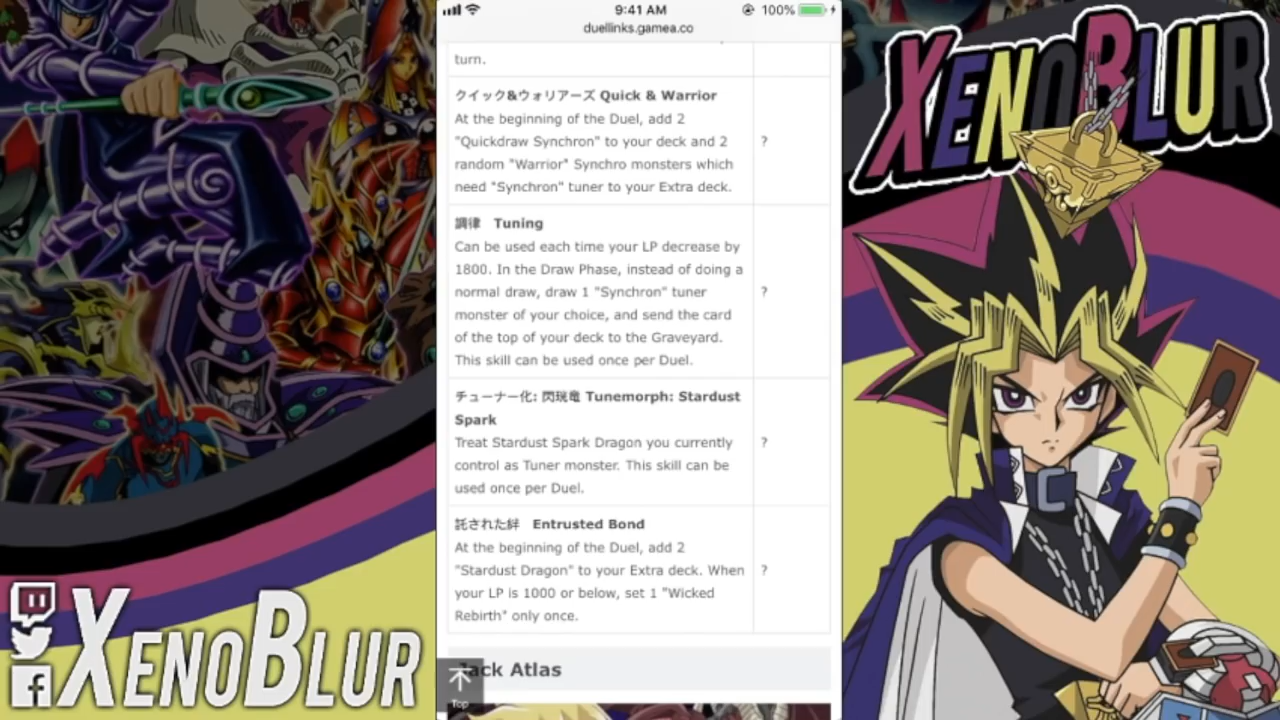 9:41 AM
100%
duellinks.gamea.co
turn.
クイック&ウォリアーズ Quick & Warrior
At the beginning of the Duel, add 2
"Quickdraw Synchron" to your deck and 2
?
random "Warrior" Synchro monsters which
need "Synchron" tuner to your Extra deck.
調律 Tuning
Can be used each time your LP decrease by
1800. In the Draw Phase, instead of doing a
normal draw, draw 1 "Synchron" tuner
?
monster of your choice, and send the card
of the top of your deck to the Graveyard.
This skill can be used once per Duel.
チューナー化: 閃珖竜 Tunemorph: Stardust
Spark
Treat Stardust Spark Dragon you currently
?
control as Tuner monster. This skill can be
used once per Duel.
託された絆 Entrusted Bond
At the beginning of the Duel, add 2
"Stardust Dragon" to your Extra deck. When
?
your LP is 1000 or below, set 1 "Wicked
Rebirth" only once.
Jack Atlas
Top
XENOBLUR
XENOBLUR